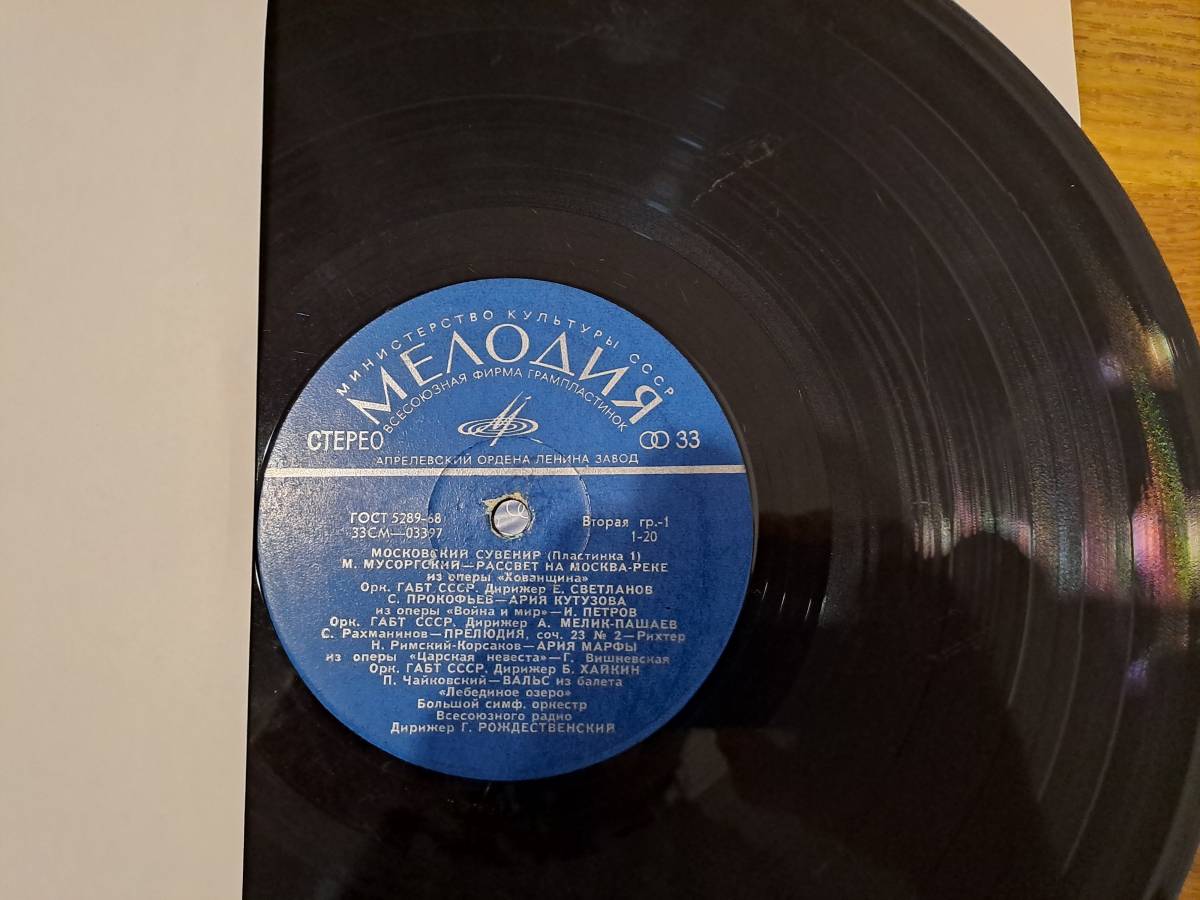 МИНИСТЕРСТВО КУЛЬТУРЫ СССР
МЕЛОДИЯ
ВСЕСОЮЗНАЯ ФИРМА ГРАМПЛАСТИНОК
СТЕРЕО 33
АПРЕЛЕВСКИЙ ОРДЕНА ЛЕНИНА ЗАВОД
ГОСТ 5289-68 Вторая гр.-1
33СМ—03397 1-20
МОСКОВСКИЙ СУВЕНИР (Пластинка 1)
М. МУСОРГСКИЙ—РАССВЕТ НА МОСКВА-РЕКЕ
из оперы «Хованщина»
Орк. ГАБТ СССР. Дирижер Е. СВЕТЛАНОВ
С. ПРОКОФЬЕВ—АРИЯ КУТУЗОВА
из оперы «Война и мир»—И. ПЕТРОВ
Орк. ГАБТ СССР. Дирижер А. МЕЛИК-ПАШАЕВ
С. Рахманинов—ПРЕЛЮДИЯ, соч. 23 № 2—Рихтер
Н. Римский-Корсаков—АРИЯ МАРФЫ
из оперы «Царская невеста»—Г. Вишневская
Орк. ГАБТ СССР. Дирижер Б. ХАЙКИН
П. Чайковский—ВАЛЬС из балета
«Лебединое озеро»
Большой симф. оркестр
Всесоюзного радио
Дирижер Г. РОЖДЕСТВЕНСКИЙ